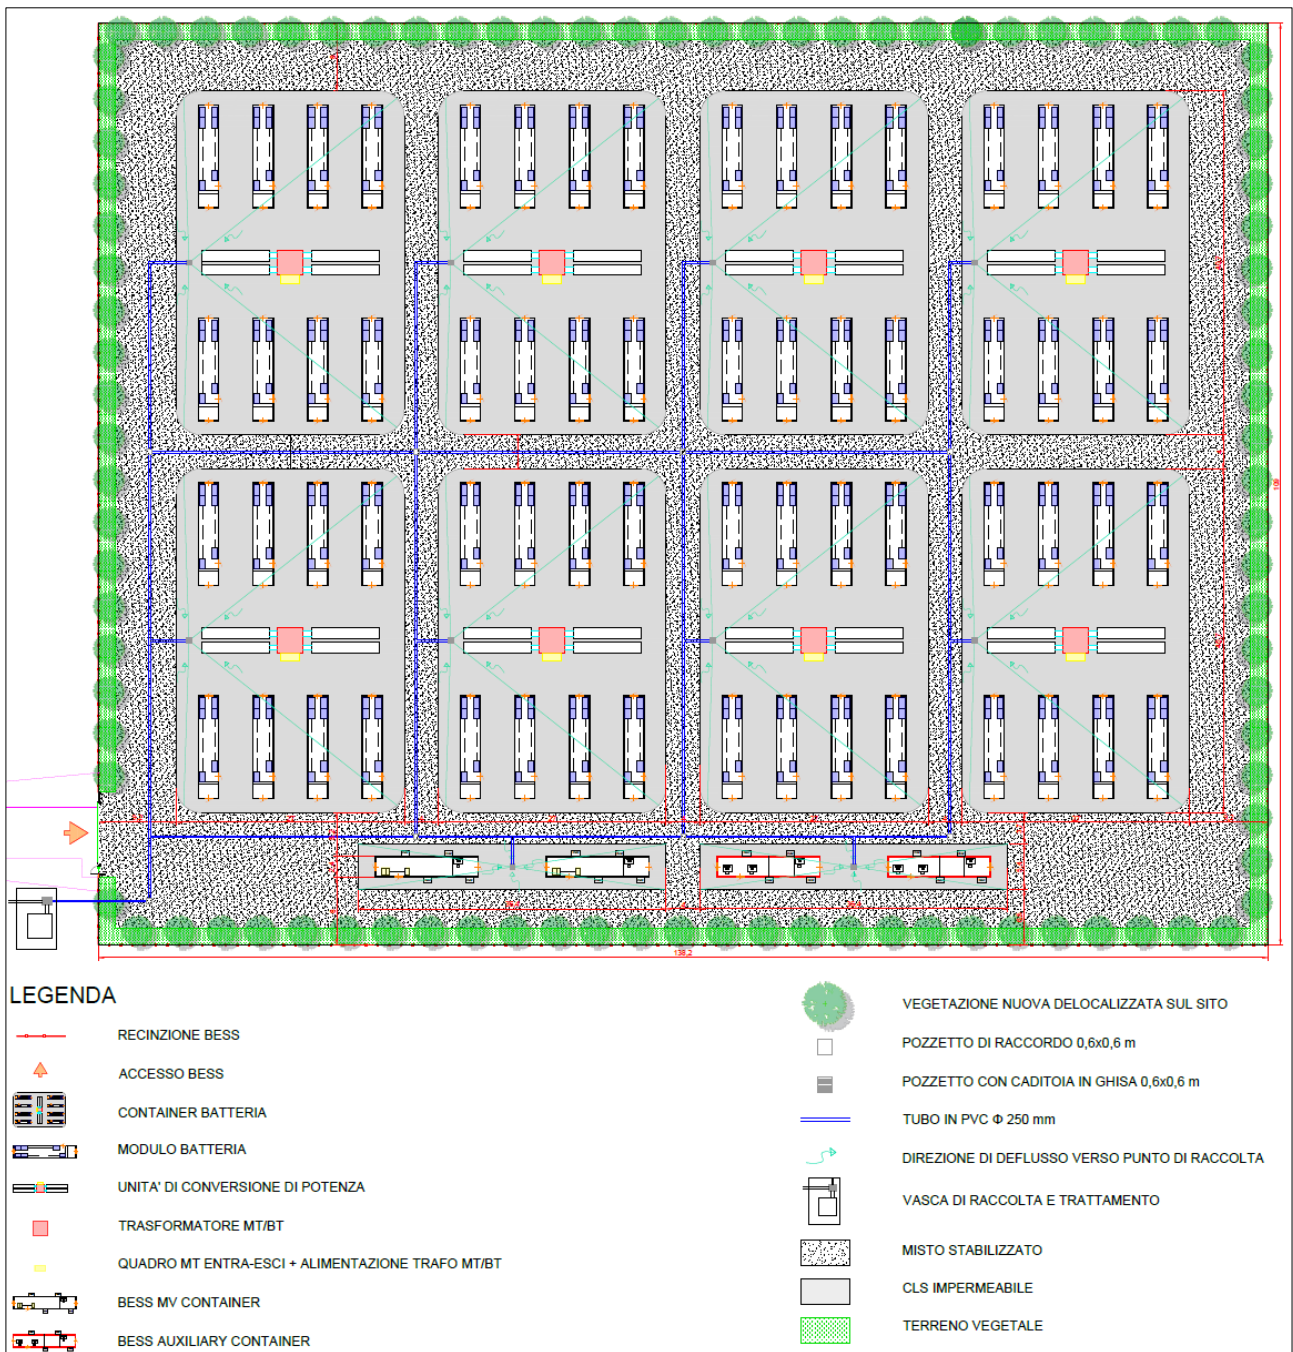 109
138,2
LEGENDA
RECINZIONE BESS
ACCESSO BESS
CONTAINER BATTERIA
MODULO BATTERIA
UNITA' DI CONVERSIONE DI POTENZA
TRASFORMATORE MT/BT
QUADRO MT ENTRA-ESCI + ALIMENTAZIONE TRAFO MT/BT
BESS MV CONTAINER
BESS AUXILIARY CONTAINER
VEGETAZIONE NUOVA DELOCALIZZATA SUL SITO
POZZETTO DI RACCORDO 0,6x0,6 m
POZZETTO CON CADITOIA IN GHISA 0,6x0,6 m
TUBO IN PVC Φ 250 mm
DIREZIONE DI DEFLUSSO VERSO PUNTO DI RACCOLTA
VASCA DI RACCOLTA E TRATTAMENTO
MISTO STABILIZZATO
CLS IMPERMEABILE
TERRENO VEGETALE